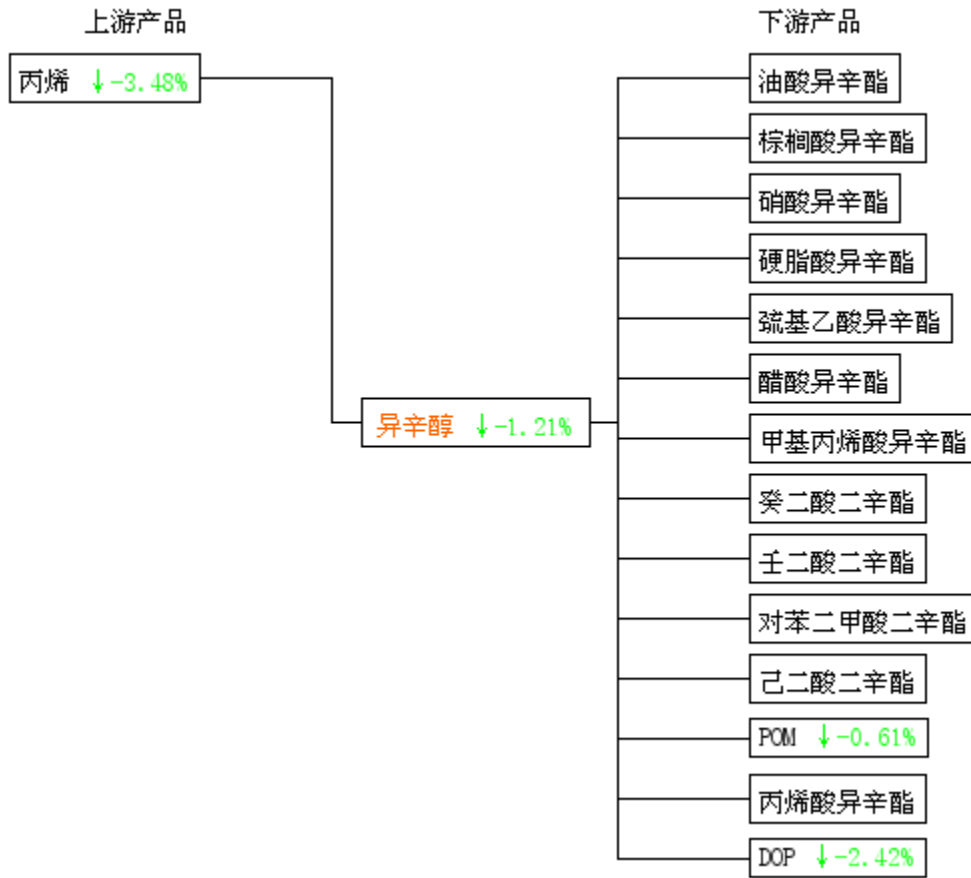 上游产品
下游产品
丙烯 ↓-3.48%
异辛醇 ↓-1.21%
油酸异辛酯
棕榈酸异辛酯
硝酸异辛酯
硬脂酸异辛酯
巯基乙酸异辛酯
醋酸异辛酯
甲基丙烯酸异辛酯
癸二酸二辛酯
壬二酸二辛酯
对苯二甲酸二辛酯
己二酸二辛酯
POM ↓-0.61%
丙烯酸异辛酯
DOP ↓-2.42%